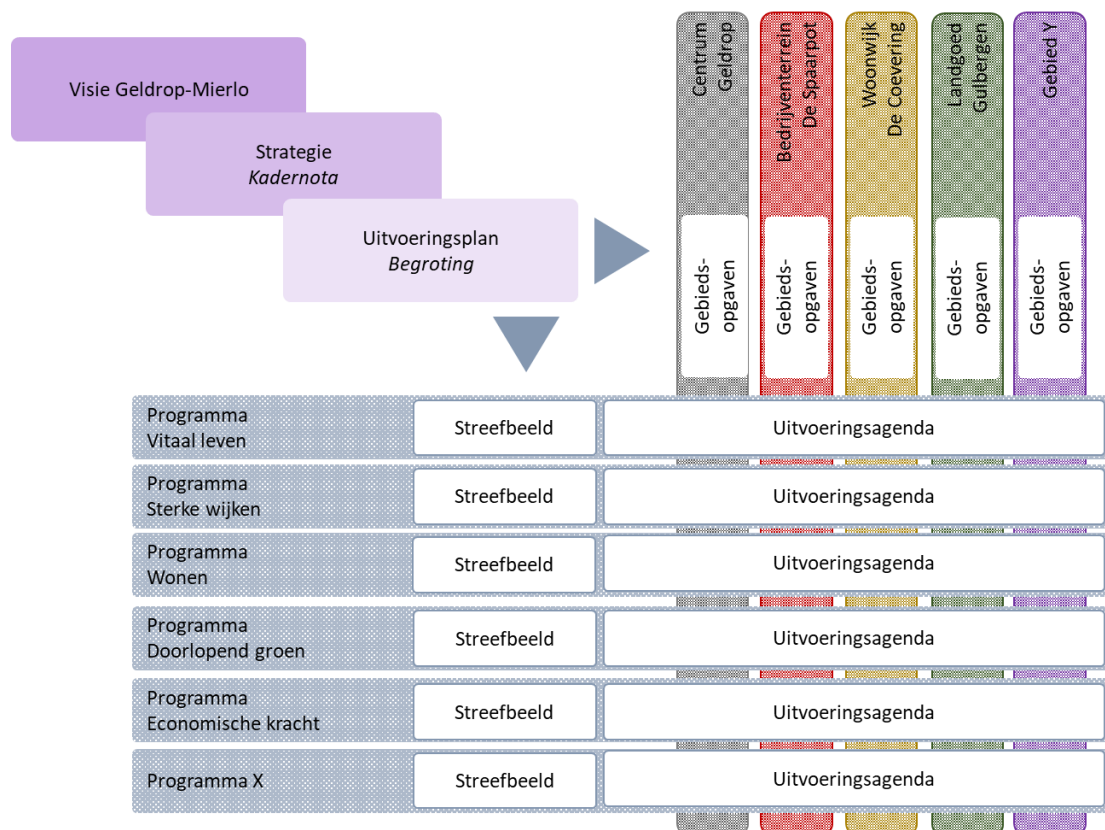 Visie Geldrop-Mierlo
Strategie
Kadernota
Uitvoeringsplan
Begroting
Centrum
Geldrop
Bedrijventerrein
De Spaarpot
Woonwijk
De Coevering
Landgoed
Gulbergen
Gebied Y
Gebieds-
opgaven
Gebieds-
opgaven
Gebieds-
opgaven
Gebieds-
opgaven
Gebieds-
opgaven
Programma
Vitaal leven
Streefbeeld
Uitvoeringsagenda
Programma
Sterke wijken
Streefbeeld
Uitvoeringsagenda
Programma
Wonen
Streefbeeld
Uitvoeringsagenda
Programma
Doorlopend groen
Streefbeeld
Uitvoeringsagenda
Programma
Economische kracht
Streefbeeld
Uitvoeringsagenda
Programma X
Streefbeeld
Uitvoeringsagenda